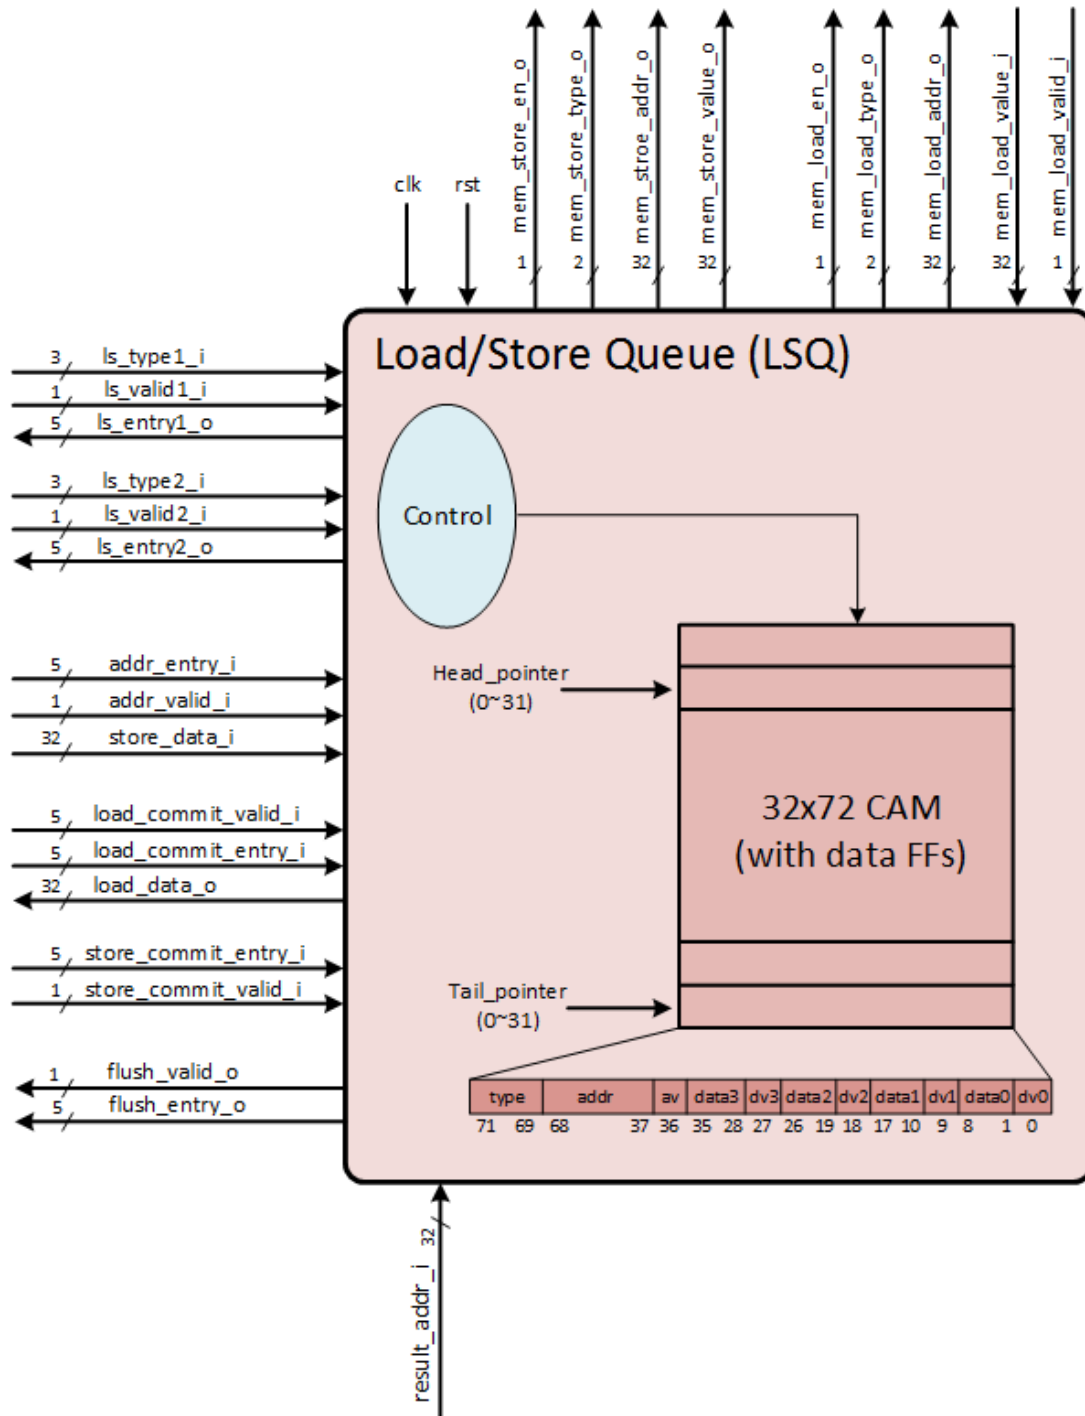 mem_store_en_o
mem_store_type_o
mem_stroe_addr_o
mem_store_value_o
mem_load_en_o
mem_load_type_o
mem_load_addr_o
mem_load_value_i
mem_load_valid_i
1 2 32 32 1 2 32 32 1
clk rst
Load/Store Queue (LSQ)
3 ls_type1_i
1 ls_valid1_i
5 ls_entry1_o
3 ls_type2_i
1 ls_valid2_i
5 ls_entry2_o
Control
5 addr_entry_i
1 addr_valid_i
32 store_data_i
Head_pointer
(0~31)
32x72 CAM
(with data FFs)
5 load_commit_valid_i
5 load_commit_entry_i
32 load_data_o
5 store_commit_entry_i
1 store_commit_valid_i
Tail_pointer
(0~31)
1 flush_valid_o
5 flush_entry_o
type addr av data3 dv3 data2 dv2 data1 dv1 data0 dv0
71 69 68 37 36 35 28 27 26 19 18 17 10 9 8 1 0
32
result_addr_i